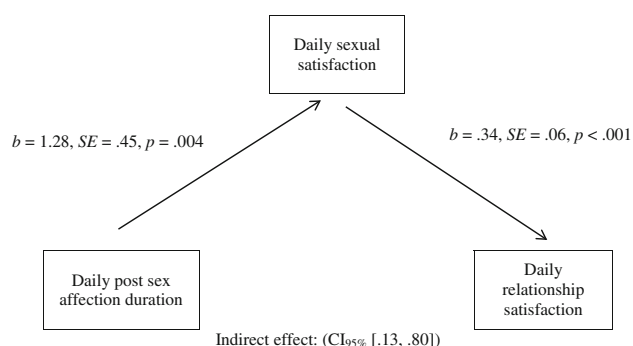 Daily sexual
satisfaction
b = 1.28, SE = .45, p = .004
b = .34, SE = .06, p < .001
Daily post sex
affection duration
Daily
relationship
satisfaction
Indirect effect: (CI95% [.13, .80])